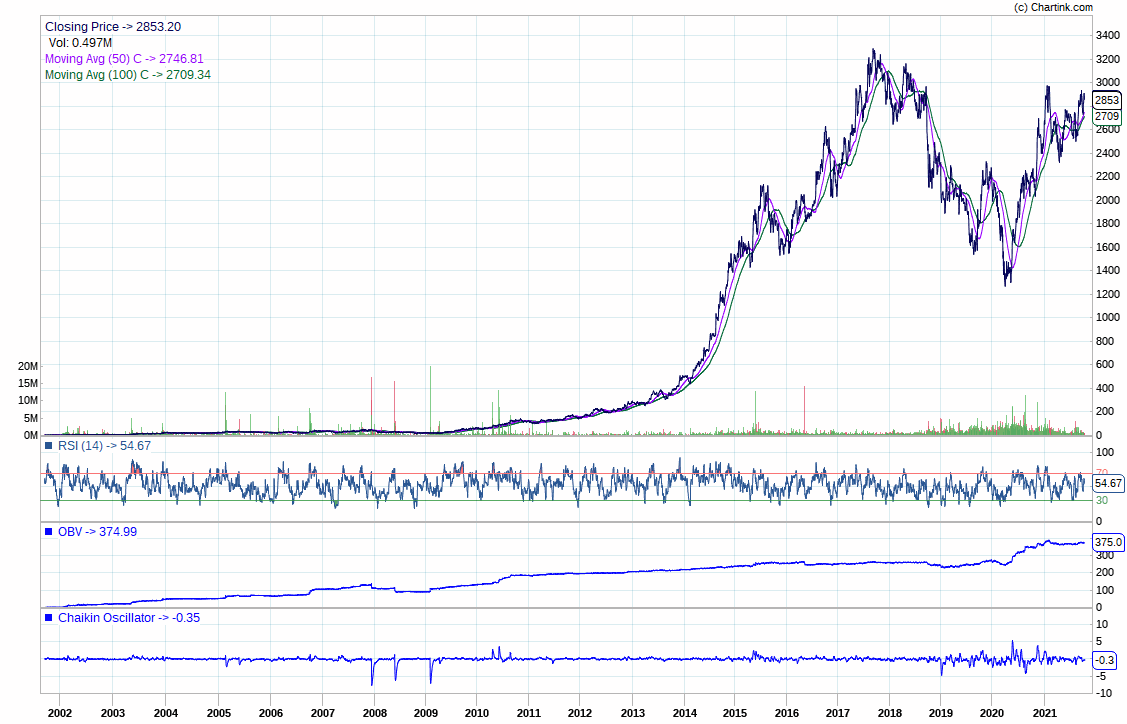 (c) Chartink.com
Closing Price -> 2853.20
Vol: 0.497M
Moving Avg (50) C -> 2746.81
Moving Avg (100) C -> 2709.34
3400
3200
3000
2853
2709
2600
2400
2200
2000
1800
1600
1400
1200
1000
800
600
400
200
0
20M
15M
10M
5M
0M
RSI (14) -> 54.67
100
70
54.67
30
0
OBV -> 374.99
375.0
300
200
100
0
Chaikin Oscillator -> -0.35
10
5
-0.3
-5
-10
2002 2003 2004 2005 2006 2007 2008 2009 2010 2011 2012 2013 2014 2015 2016 2017 2018 2019 2020 2021